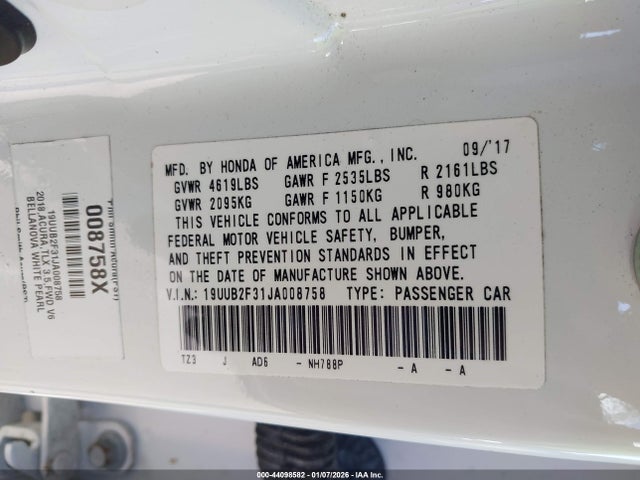 MFD. BY HONDA OF AMERICA MFG., INC. 09/'17
GVWR 4619LBS GAWR F 2535LBS R 2161LBS
GVWR 2095KG GAWR F 1150KG R 980KG
THIS VEHICLE CONFORMS TO ALL APPLICABLE
FEDERAL MOTOR VEHICLE SAFETY, BUMPER,
AND THEFT PREVENTION STANDARDS IN EFFECT
ON THE DATE OF MANUFACTURE SHOWN ABOVE.
V.I.N.: 19UUB2F31JA008758 TYPE: PASSENGER CAR
TZ3 J AD6 - NH788P - A - A
008758X
19UUB2F31JA008758
2018,ACURA,TLX 3.5,FWD V6
BELLANOVA WHITE PEARL
000-44098582 - 01/07/2026 - IAA Inc.